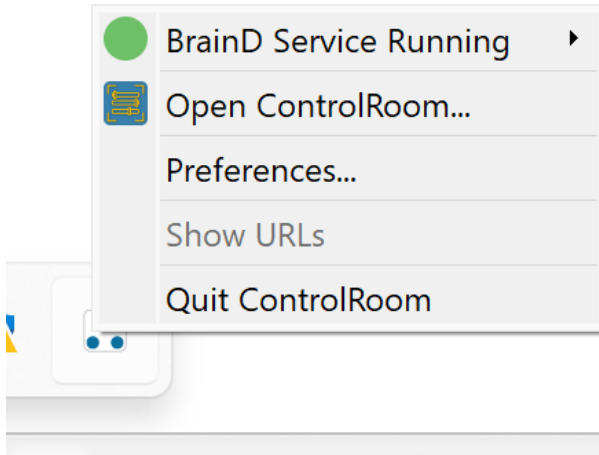 BrainD Service Running
Open ControlRoom...
Preferences...
Show URLs
Quit ControlRoom